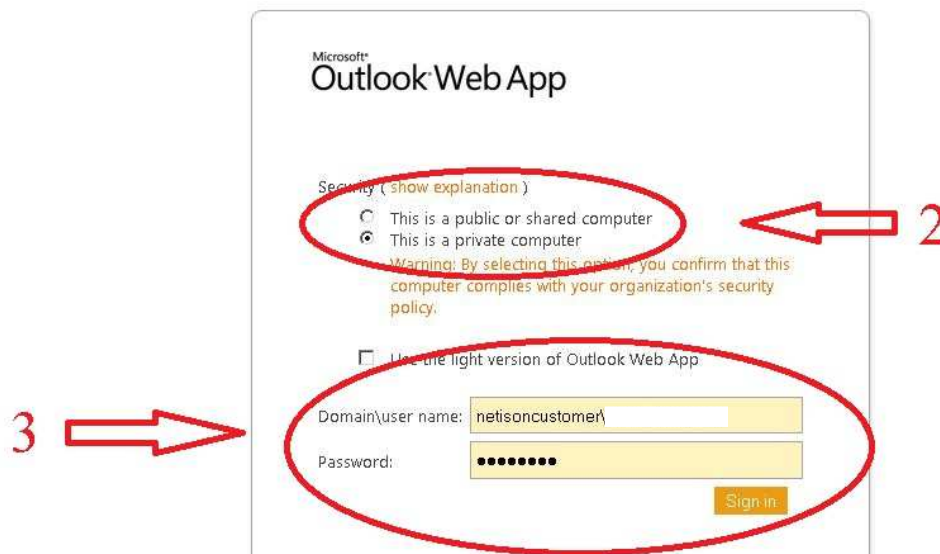 Microsoft®
Outlook Web App
Security ( show explanation )
This is a public or shared computer
2
This is a private computer
Warning: By selecting this option, you confirm that this
computer complies with your organization's security
policy.
Use the light version of Outlook Web App
3
Domain\user name: netisoncustomer\
Password: ●●●●●●●●
Sign in